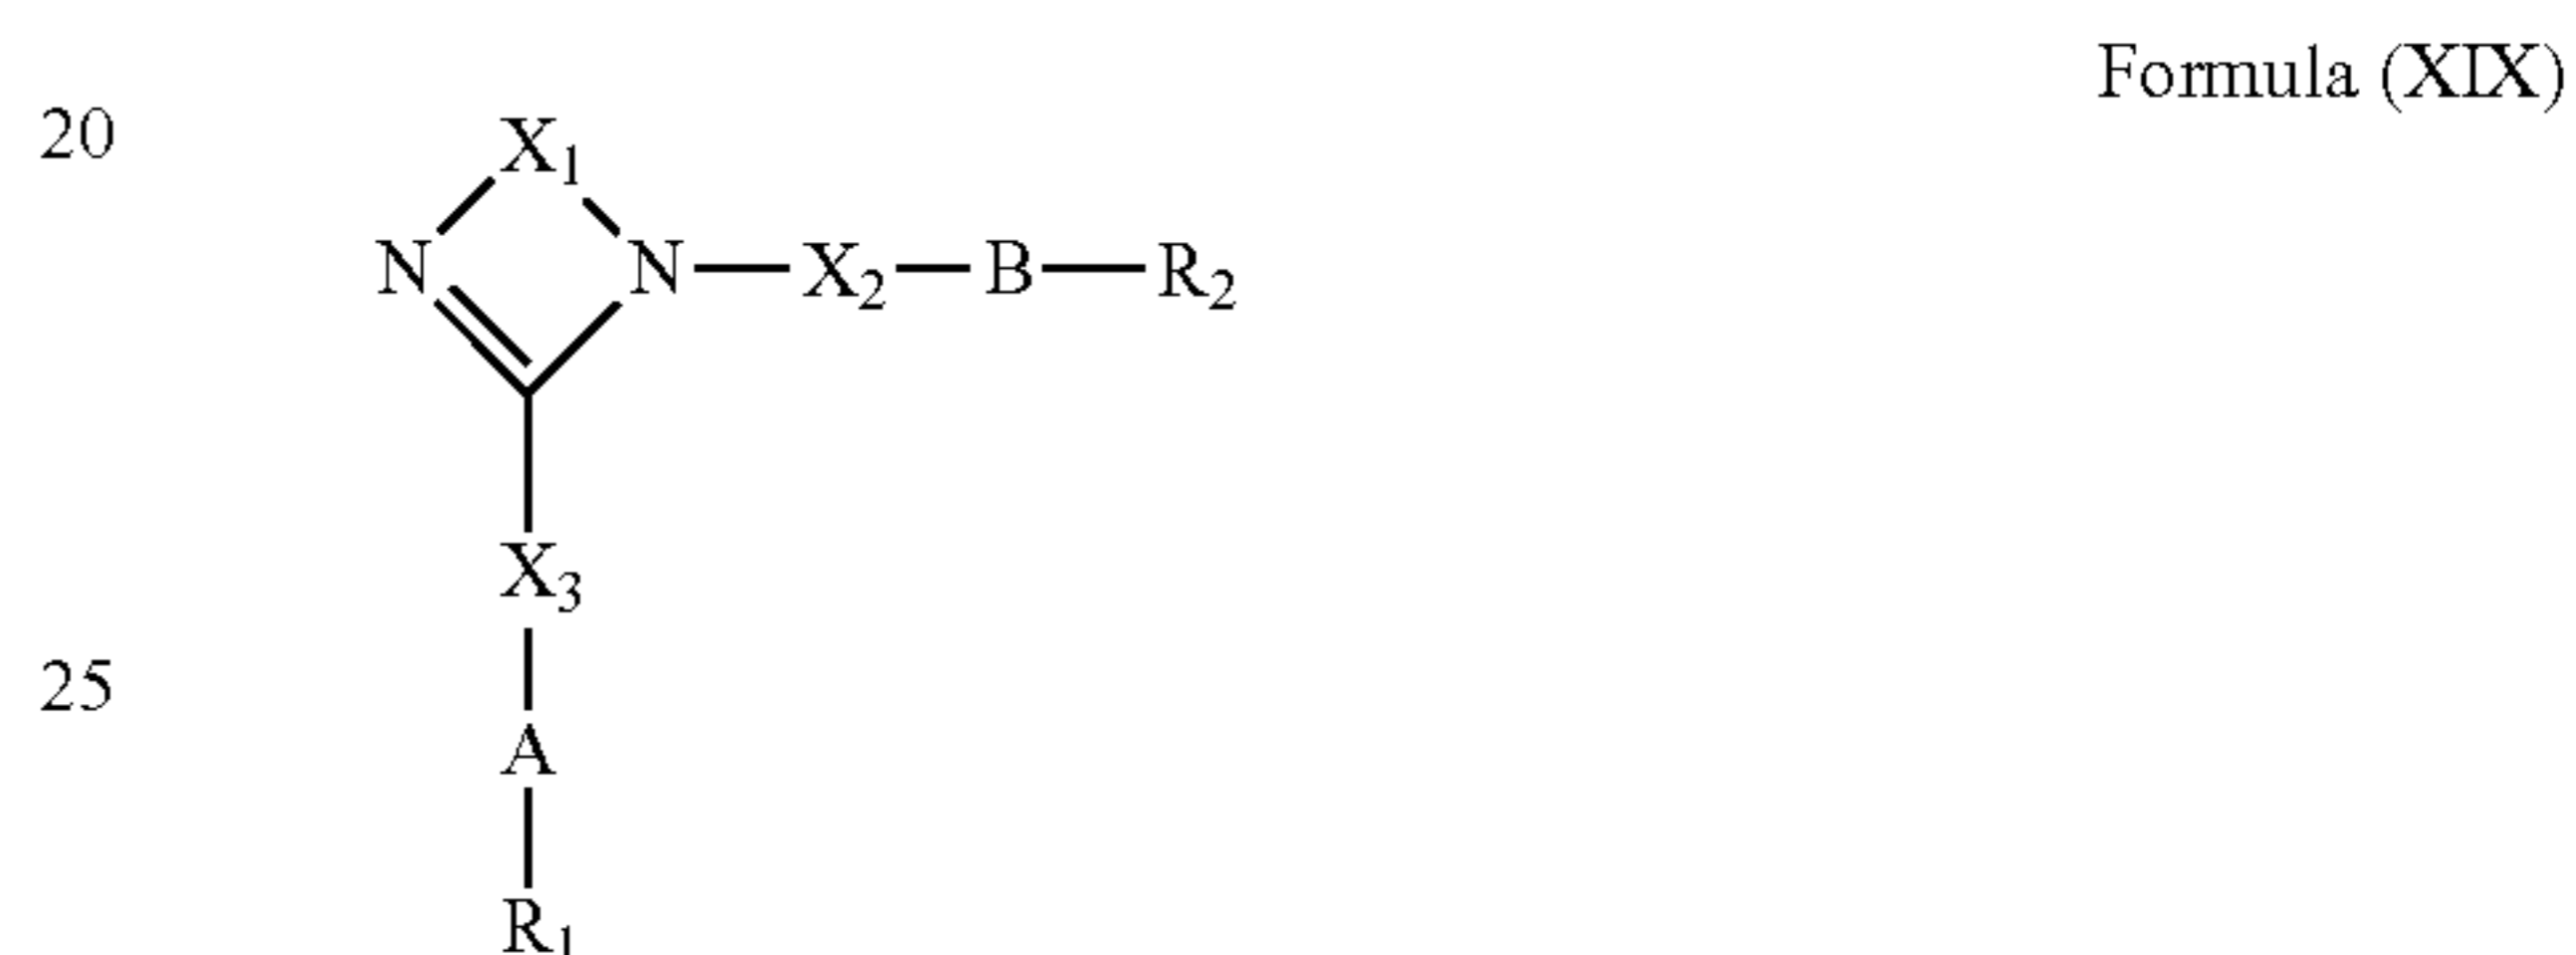 Formula (XIX)
20
X₁
N N X₂ B R₂
X₃
25
A
R₁